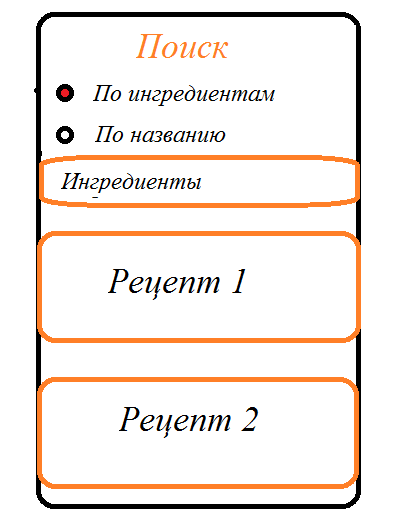 Поиск
По ингредиентам
По названию
Ингредиенты
Рецепт 1
Рецепт 2